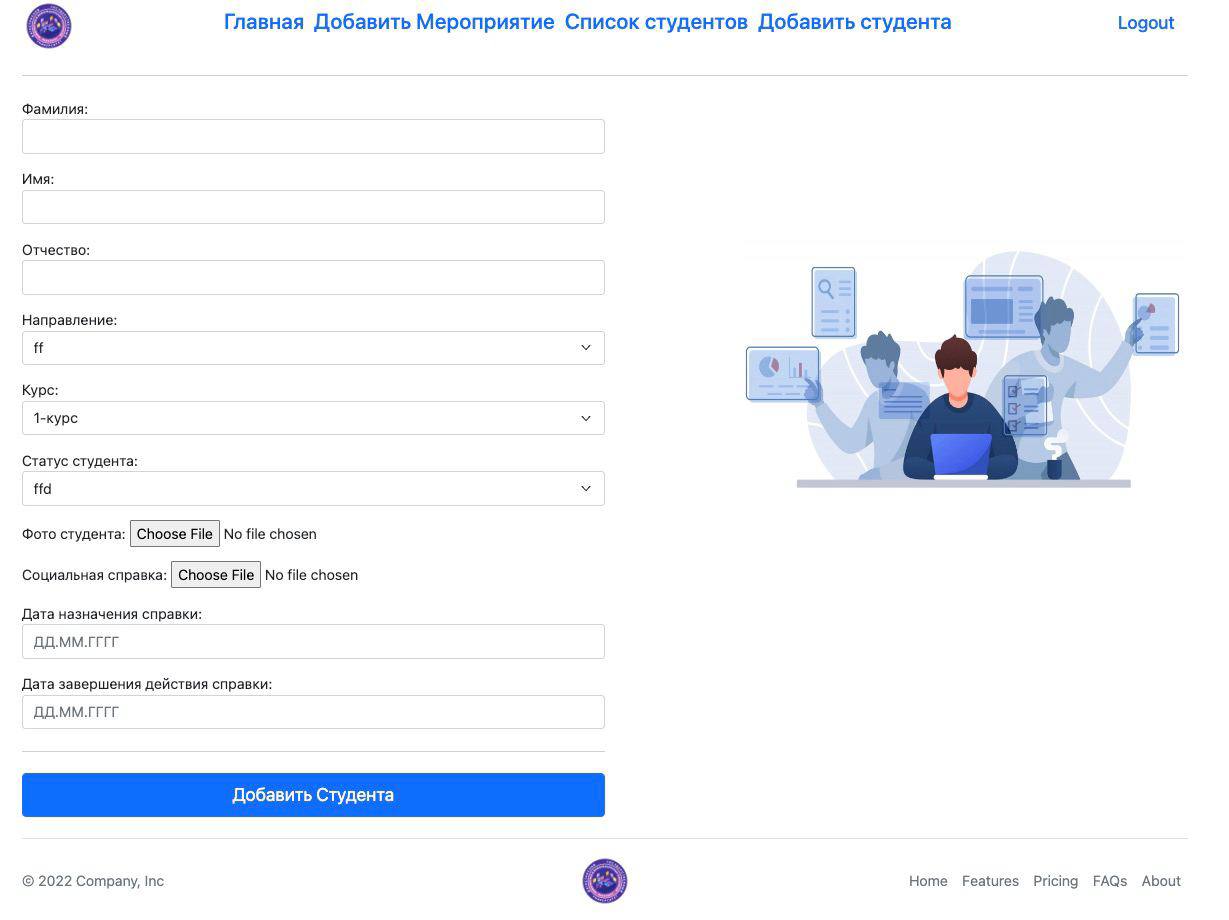 Главная Добавить Мероприятие Список студентов Добавить студента Logout
Фамилия:
Имя:
Отчество:
Направление:
ff
Курс:
1-курс
Статус студента:
ffd
Фото студента: Choose File No file chosen
Социальная справка: Choose File No file chosen
Дата назначения справки:
ДД.ММ.ГГГГ
Дата завершения действия справки:
ДД.ММ.ГГГГ
Добавить Студента
© 2022 Company, Inc Home Features Pricing FAQs About